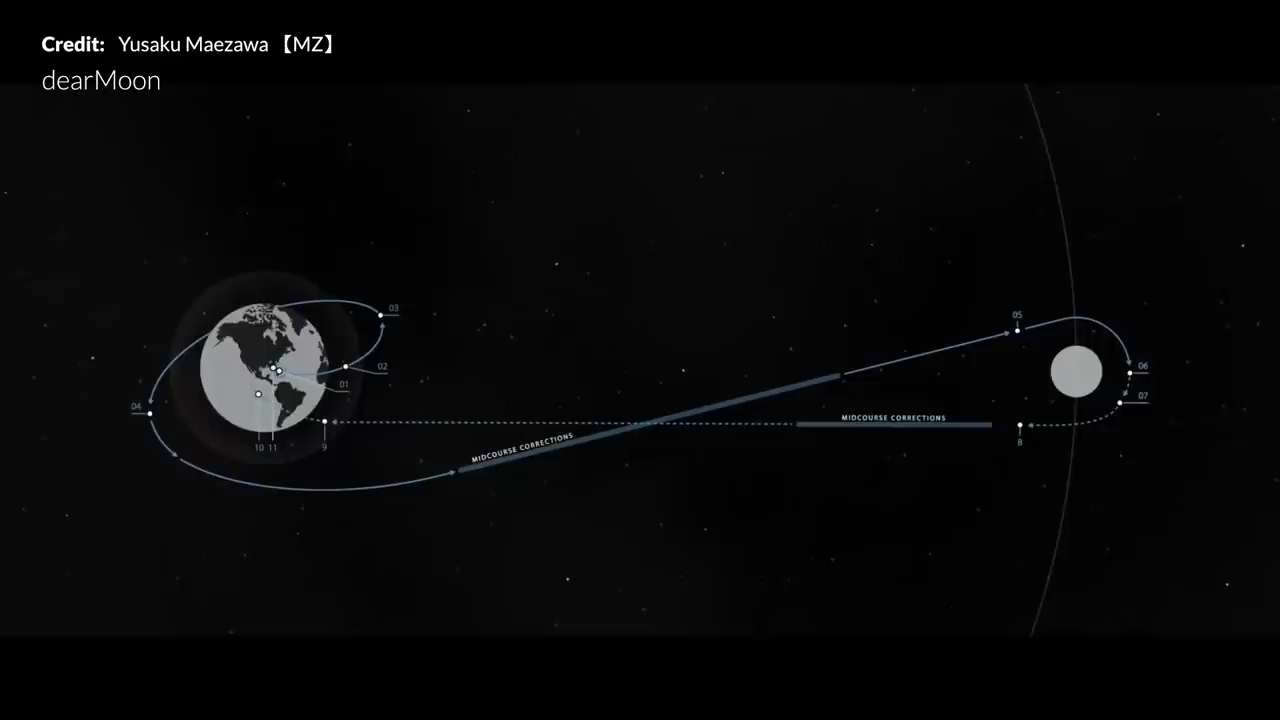 Credit: Yusaku Maezawa 【MZ】
dearMoon
03
05
02
06
01
07
04
MIDCOURSE CORRECTIONS
MIDCOURSE CORRECTIONS
8
10 11
9